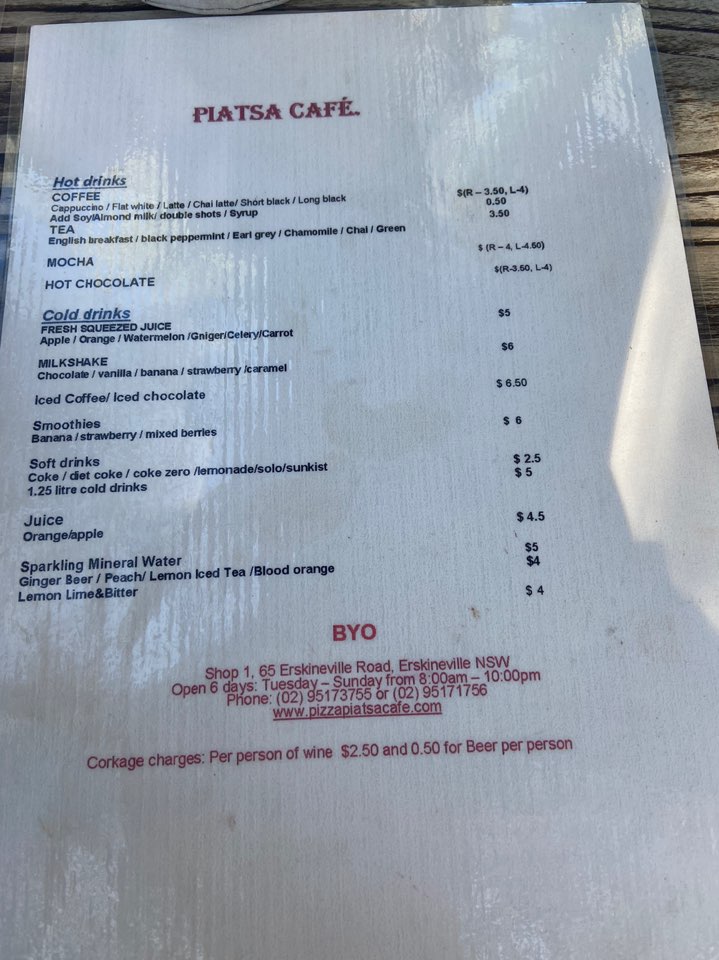 PIATSA CAFÉ.
Hot drinks
COFFEE $(R – 3.50, L-4)
Cappuccino / Flat white / Latte / Chai latte/ Short black / Long black 0.50
Add Soy/Almond milk/ double shots / Syrup 3.50
TEA
English breakfast / black peppermint / Earl grey / Chamomile / Chai / Green
MOCHA $ (R – 4, L-4.50)
HOT CHOCOLATE $(R-3.50, L-4)
Cold drinks
FRESH SQUEEZED JUICE $5
Apple / Orange / Watermelon /Gniger/Celery/Carrot
MILKSHAKE $6
Chocolate / vanilla / banana / strawberry /caramel
Iced Coffee/ Iced chocolate $ 6.50
Smoothies $ 6
Banana / strawberry / mixed berries
Soft drinks $ 2.5
Coke / diet coke / coke zero /lemonade/solo/sunkist $ 5
1.25 litre cold drinks
Juice $ 4.5
Orange/apple
Sparkling Mineral Water $5
Ginger Beer / Peach/ Lemon Iced Tea /Blood orange $4
Lemon Lime&Bitter $ 4
BYO
Shop 1, 65 Erskineville Road, Erskineville NSW
Open 6 days: Tuesday – Sunday from 8:00am – 10:00pm
Phone: (02) 95173755 or (02) 95171756
www.pizzapiatsacafe.com
Corkage charges: Per person of wine $2.50 and 0.50 for Beer per person